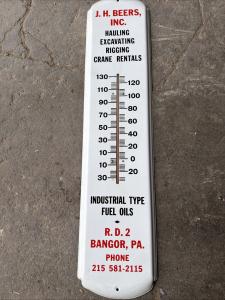 J. H. BEERS,
INC.
HAULING
EXCAVATING
RIGGING
CRANE RENTALS
130
120
110
100
90
80
70
60
50
40
30
20
10
0
10
20
30
INDUSTRIAL TYPE
FUEL OILS
R. D. 2
BANGOR, PA.
PHONE
215 581-2115